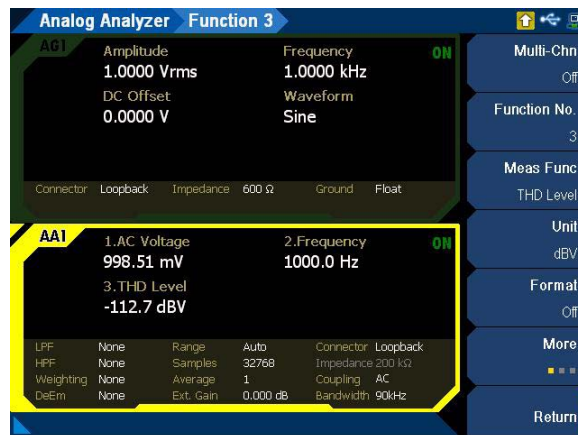 Analog Analyzer Function 3
AG1
Amplitude Frequency ON
1.0000 Vrms 1.0000 kHz
DC Offset Waveform
0.0000 V Sine
Connector Loopback Impedance 600 Ω Ground Float
AA1
1.AC Voltage 2.Frequency ON
998.51 mV 1000.0 Hz
3.THD Level
-112.7 dBV
LPF None Range Auto Connector Loopback
HPF None Samples 32768 Impedance 200 kΩ
Weighting None Average 1 Coupling AC
DeEm None Ext. Gain 0.000 dB Bandwidth 90kHz
Multi-Chn
Off
Function No.
3
Meas Func
THD Level
Unit
dBV
Format
Off
More
Return